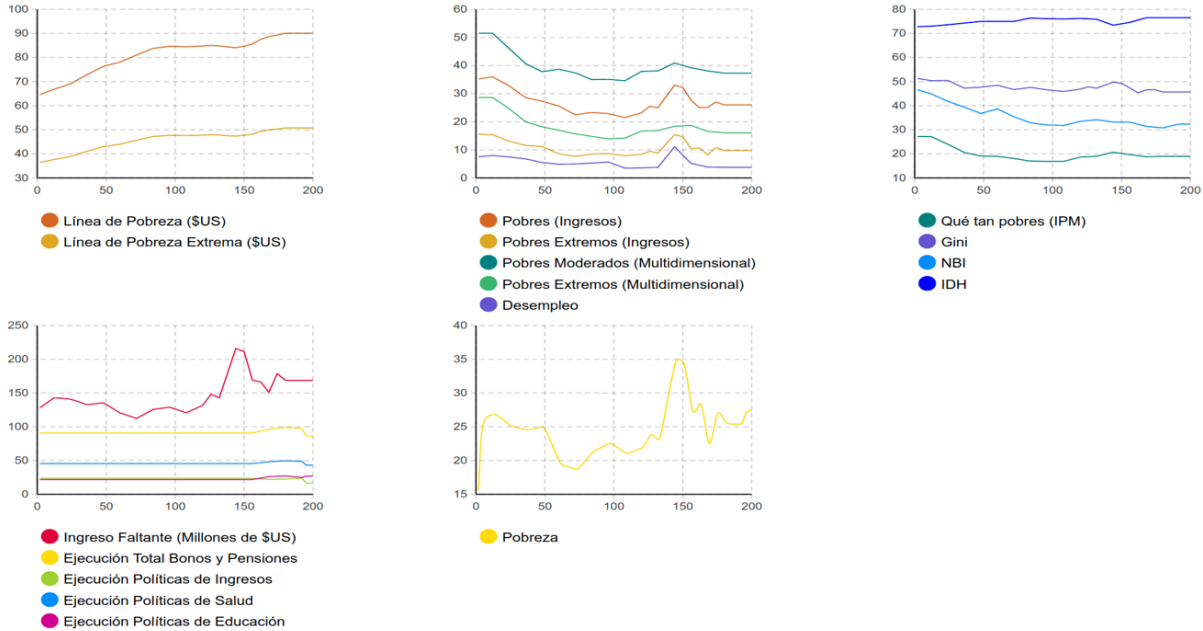 100
90
80
70
60
50
40
30
0 50 100 150 200
Línea de Pobreza ($US)
Línea de Pobreza Extrema ($US)
60
50
40
30
20
10
0
0 50 100 150 200
Pobres (Ingresos)
Pobres Extremos (Ingresos)
Pobres Moderados (Multidimensional)
Pobres Extremos (Multidimensional)
Desempleo
80
70
60
50
40
30
20
10
0 50 100 150 200
Qué tan pobres (IPM)
Gini
NBI
IDH
250
200
150
100
50
0
0 50 100 150 200
Ingreso Faltante (Millones de $US)
Ejecución Total Bonos y Pensiones
Ejecución Políticas de Ingresos
Ejecución Políticas de Salud
Ejecución Políticas de Educación
40
35
30
25
20
15
0 50 100 150 200
Pobreza